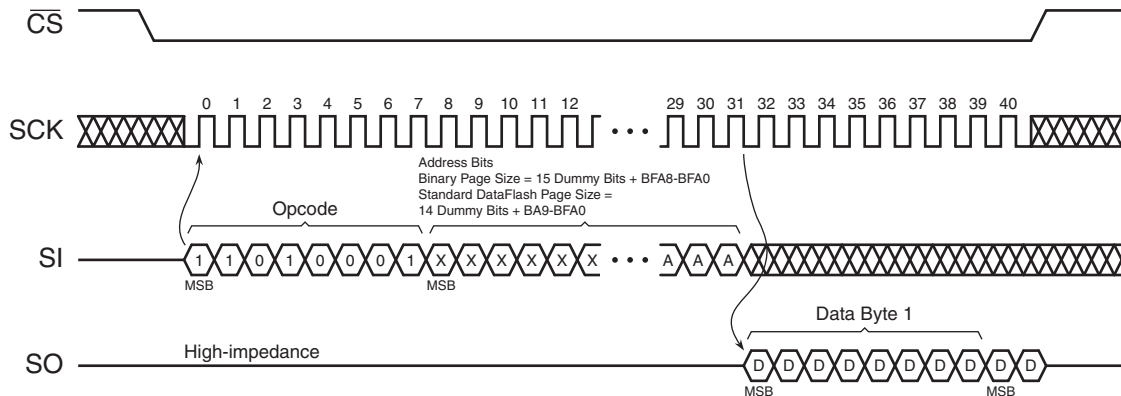 CS
SCK
0 1 2 3 4 5 6 7 8 9 10 11 12 29 30 31 32 33 34 35 36 37 38 39 40
Address Bits
Binary Page Size = 15 Dummy Bits + BFA8-BFA0
Standard DataFlash Page Size =
14 Dummy Bits + BA9-BFA0
Opcode
SI
1 1 0 1 0 0 0 1 X X X X X X A A A
MSB MSB
Data Byte 1
SO
High-impedance
D D D D D D D D D D
MSB MSB